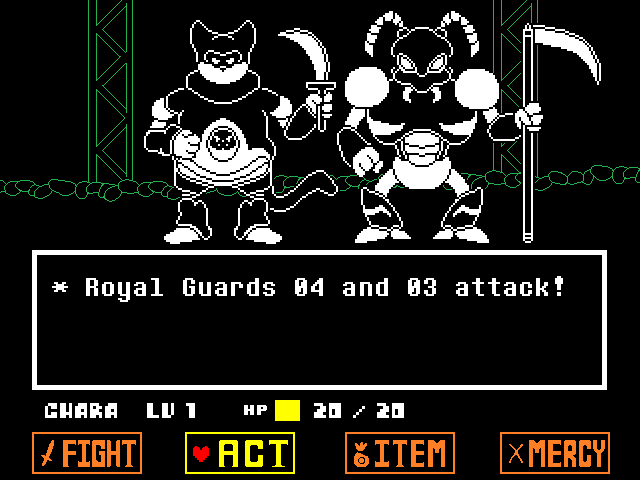 * Royal Guards 04 and 03 attack!
CHARA LV 1 HP 20 / 20
FIGHT ACT ITEM MERCY